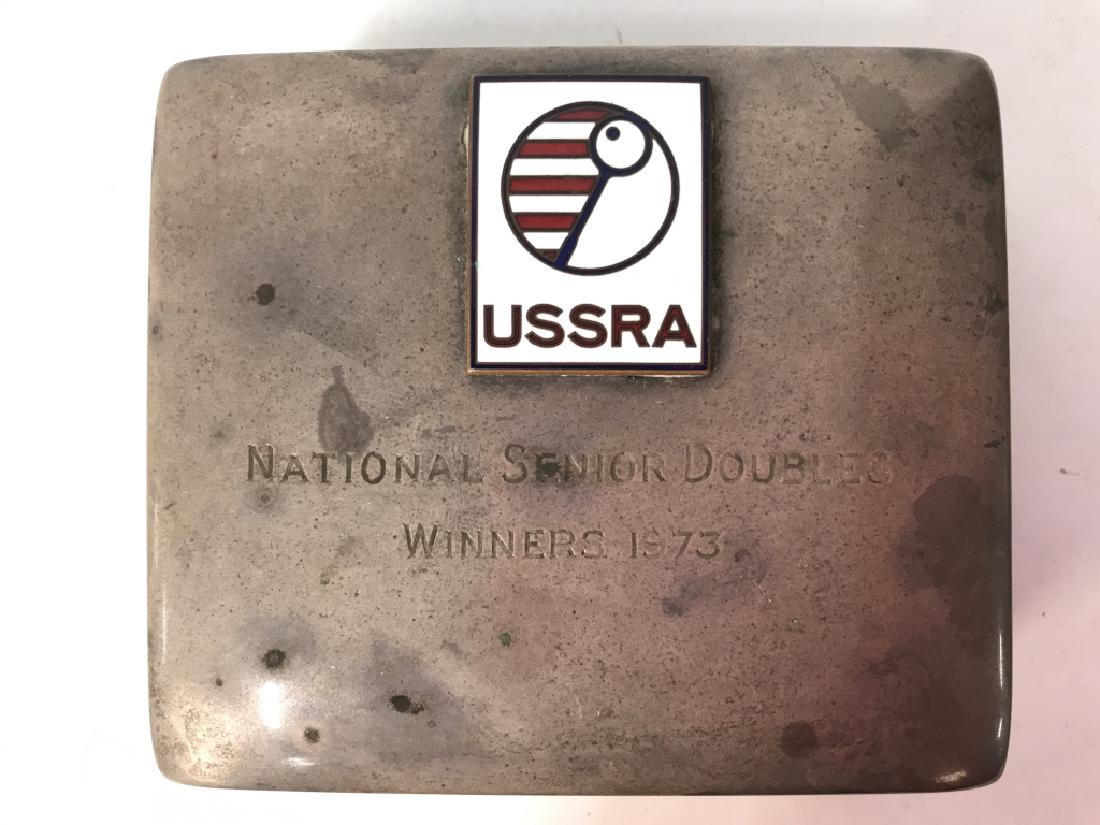 USSRA
NATIONAL SENIOR DOUBLES
WINNERS 1973